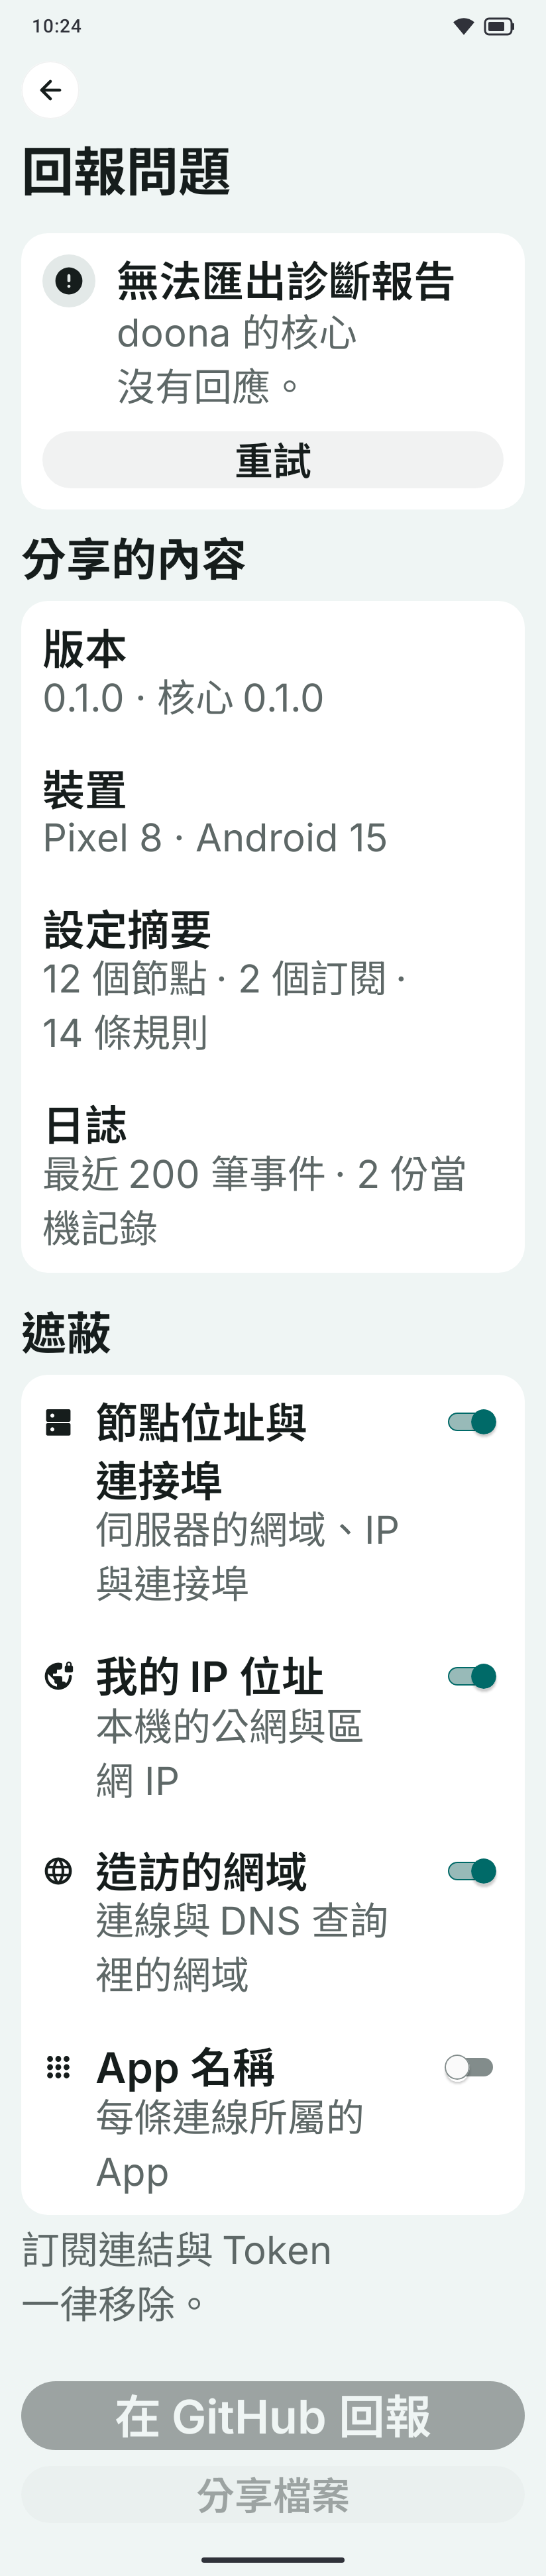 10:24
回報問題
無法匯出診斷報告
doona 的核心
沒有回應。
重試
分享的內容
版本
0.1.0 · 核心 0.1.0
裝置
Pixel 8 · Android 15
設定摘要
12 個節點 · 2 個訂閱 ·
14 條規則
日誌
最近 200 筆事件 · 2 份當
機記錄
遮蔽
節點位址與
連接埠
伺服器的網域、IP
與連接埠
我的 IP 位址
本機的公網與區
網 IP
造訪的網域
連線與 DNS 查詢
裡的網域
App 名稱
每條連線所屬的
App
訂閱連結與 Token
一律移除。
在 GitHub 回報
分享檔案